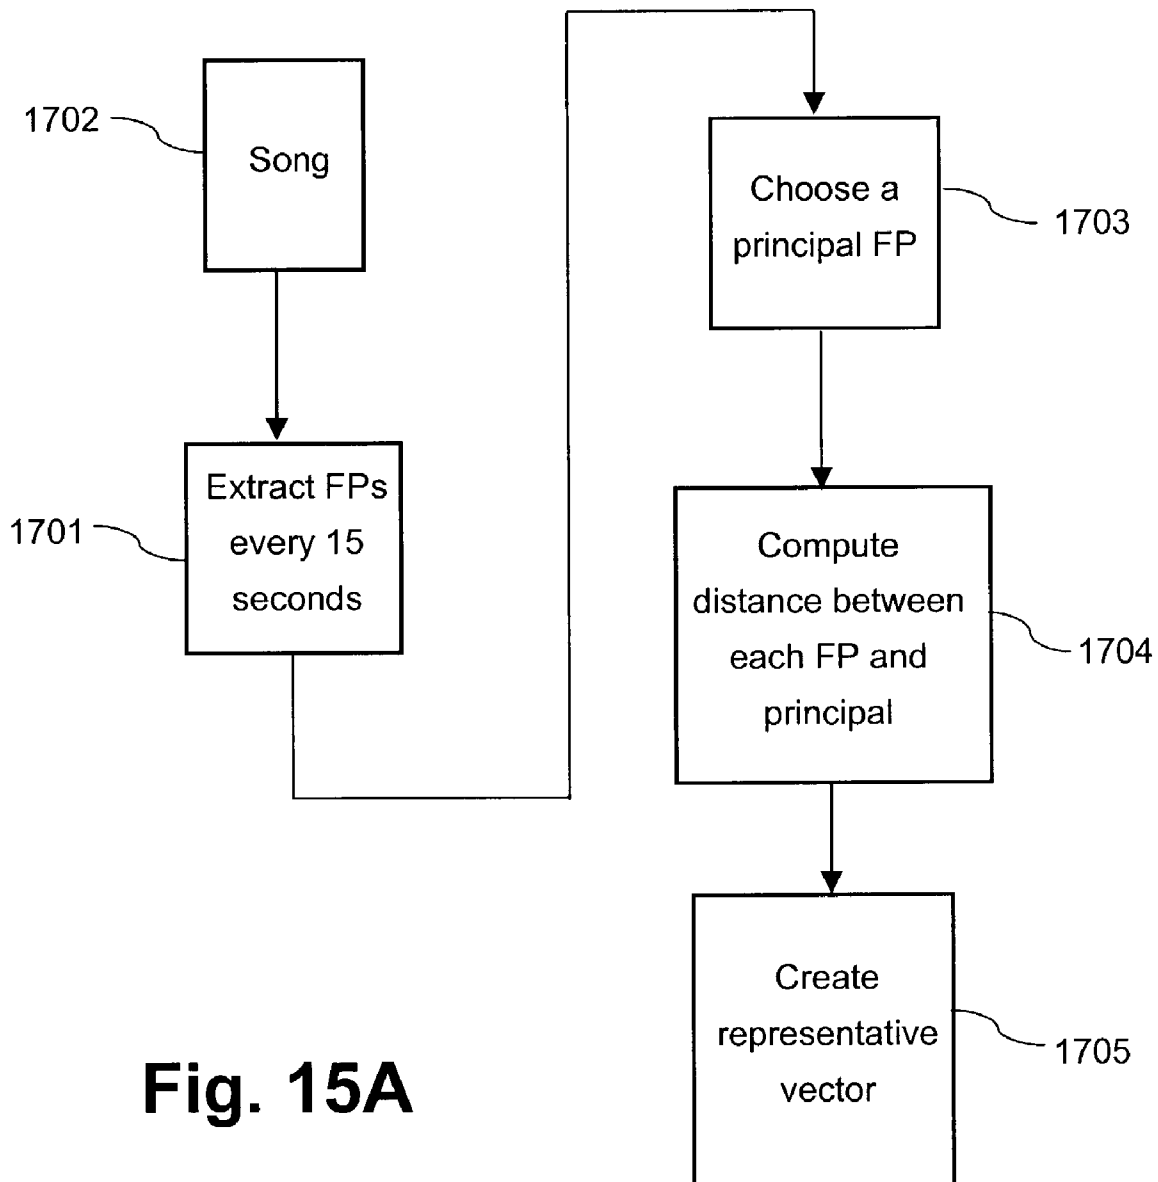 1702
Song
1701
Extract FPs
every 15
seconds
Choose a
principal FP
1703
Compute
distance between
each FP and
principal
1704
Create
representative
vector
1705
Fig. 15A